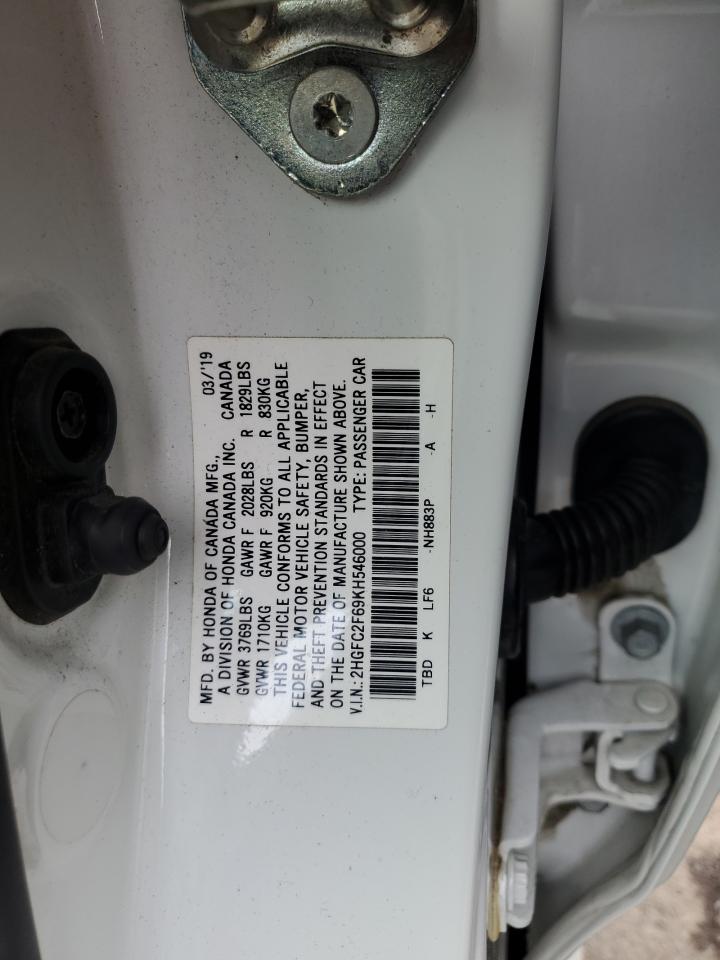 MFD. BY HONDA OF CANADA MFG., 03/'19
A DIVISION OF HONDA CANADA INC. CANADA
GVWR 3769LBS GAWR F 2028LBS R 1829LBS
GVWR 1710KG GAWR F 920KG R 830KG
THIS VEHICLE CONFORMS TO ALL APPLICABLE
FEDERAL MOTOR VEHICLE SAFETY, BUMPER,
AND THEFT PREVENTION STANDARDS IN EFFECT
ON THE DATE OF MANUFACTURE SHOWN ABOVE.
V.I.N.: 2HGFC2F69KH546000 TYPE: PASSENGER CAR
TBD K LF6 -NH883P -A -H